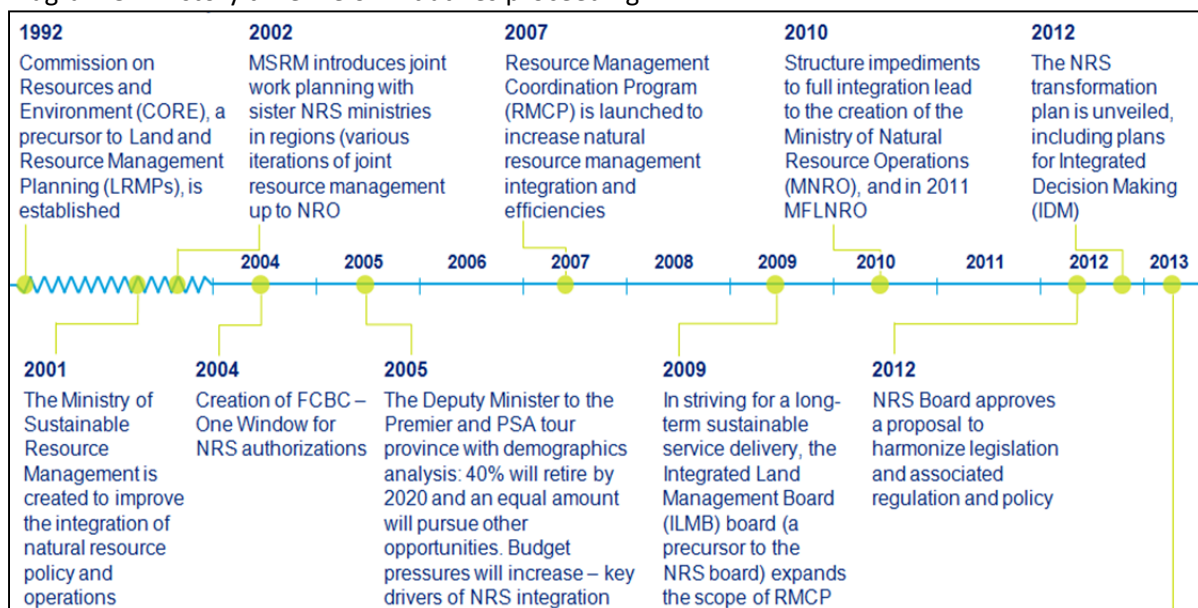 1992
Commission on
Resources and
Environment (CORE), a
precursor to Land and
Resource Management
Planning (LRMPs), is
established
2002
MSRM introduces joint
work planning with
sister NRS ministries
in regions (various
iterations of joint
resource management
up to NRO
2007
Resource Management
Coordination Program
(RMCP) is launched to
increase natural
resource management
integration and
efficiencies
2010
Structure impediments
to full integration lead
to the creation of the
Ministry of Natural
Resource Operations
(MNRO), and in 2011
MFLNRO
2012
The NRS
transformation
plan is unveiled,
including plans
for Integrated
Decision Making
(IDM)
2004 2005 2006 2007 2008 2009 2010 2011 2012 2013
2001
The Ministry of
Sustainable
Resource
Management is
created to improve
the integration of
natural resource
policy and
operations
2004
Creation of FCBC –
One Window for
NRS authorizations
2005
The Deputy Minister to the
Premier and PSA tour
province with demographics
analysis: 40% will retire by
2020 and an equal amount
will pursue other
opportunities. Budget
pressures will increase – key
drivers of NRS integration
2009
In striving for a long-
term sustainable
service delivery, the
Integrated Land
Management Board
(ILMB) board (a
precursor to the
NRS board) expands
the scope of RMCP
2012
NRS Board approves
a proposal to
harmonize legislation
and associated
regulation and policy